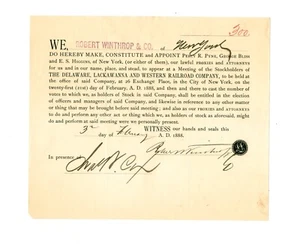 300
WE, ROBERT WINTHROP & CO. of New York
DO HEREBY MAKE, CONSTITUTE and APPOINT Percy R. Pyne, George Bliss
and E. S. Higgins, of New York, (or either of them), our lawful proxies and attorneys
for us and in our name, place, and stead, to appear at a Meeting of the Stockholders of
THE DELAWARE, LACKAWANNA AND WESTERN RAILROAD COMPANY, to be held
at the office of said Company, at 26 Exchange Place, in the City of New York, on the
twenty-first (21st) day of February, A. D. 1888, and then and there to cast the number
of votes to which we, as holders of Stock in said Company, shall be entitled in the election
of officers and managers of said Company, and likewise in reference to any other matter
or thing that may be brought before said meeting; and also as our proxies and attorneys
to do and perform any other act or thing which we, as holders of stock as aforesaid, might
do and perform at said meeting were we personally present.
WITNESS our hands and seals this
day of February A. D. 1888.
In presence of